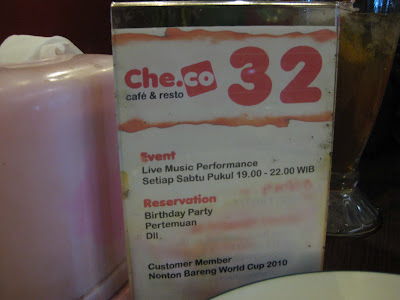 Che.co
café & resto
32
Event
Live Music Performance
Setiap Sabtu Pukul 19.00 - 22.00 WIB
Reservation
Birthday Party
Pertemuan
Dll
Customer Member
Nonton Bareng World Cup 2010